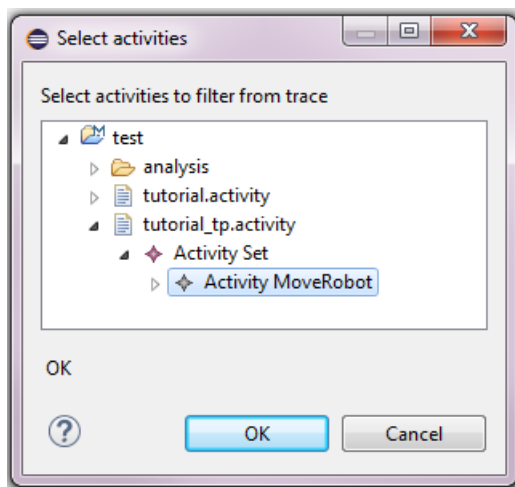 Select activities
Select activities to filter from trace
test
analysis
tutorial.activity
tutorial_tp.activity
Activity Set
Activity MoveRobot
OK
OK Cancel